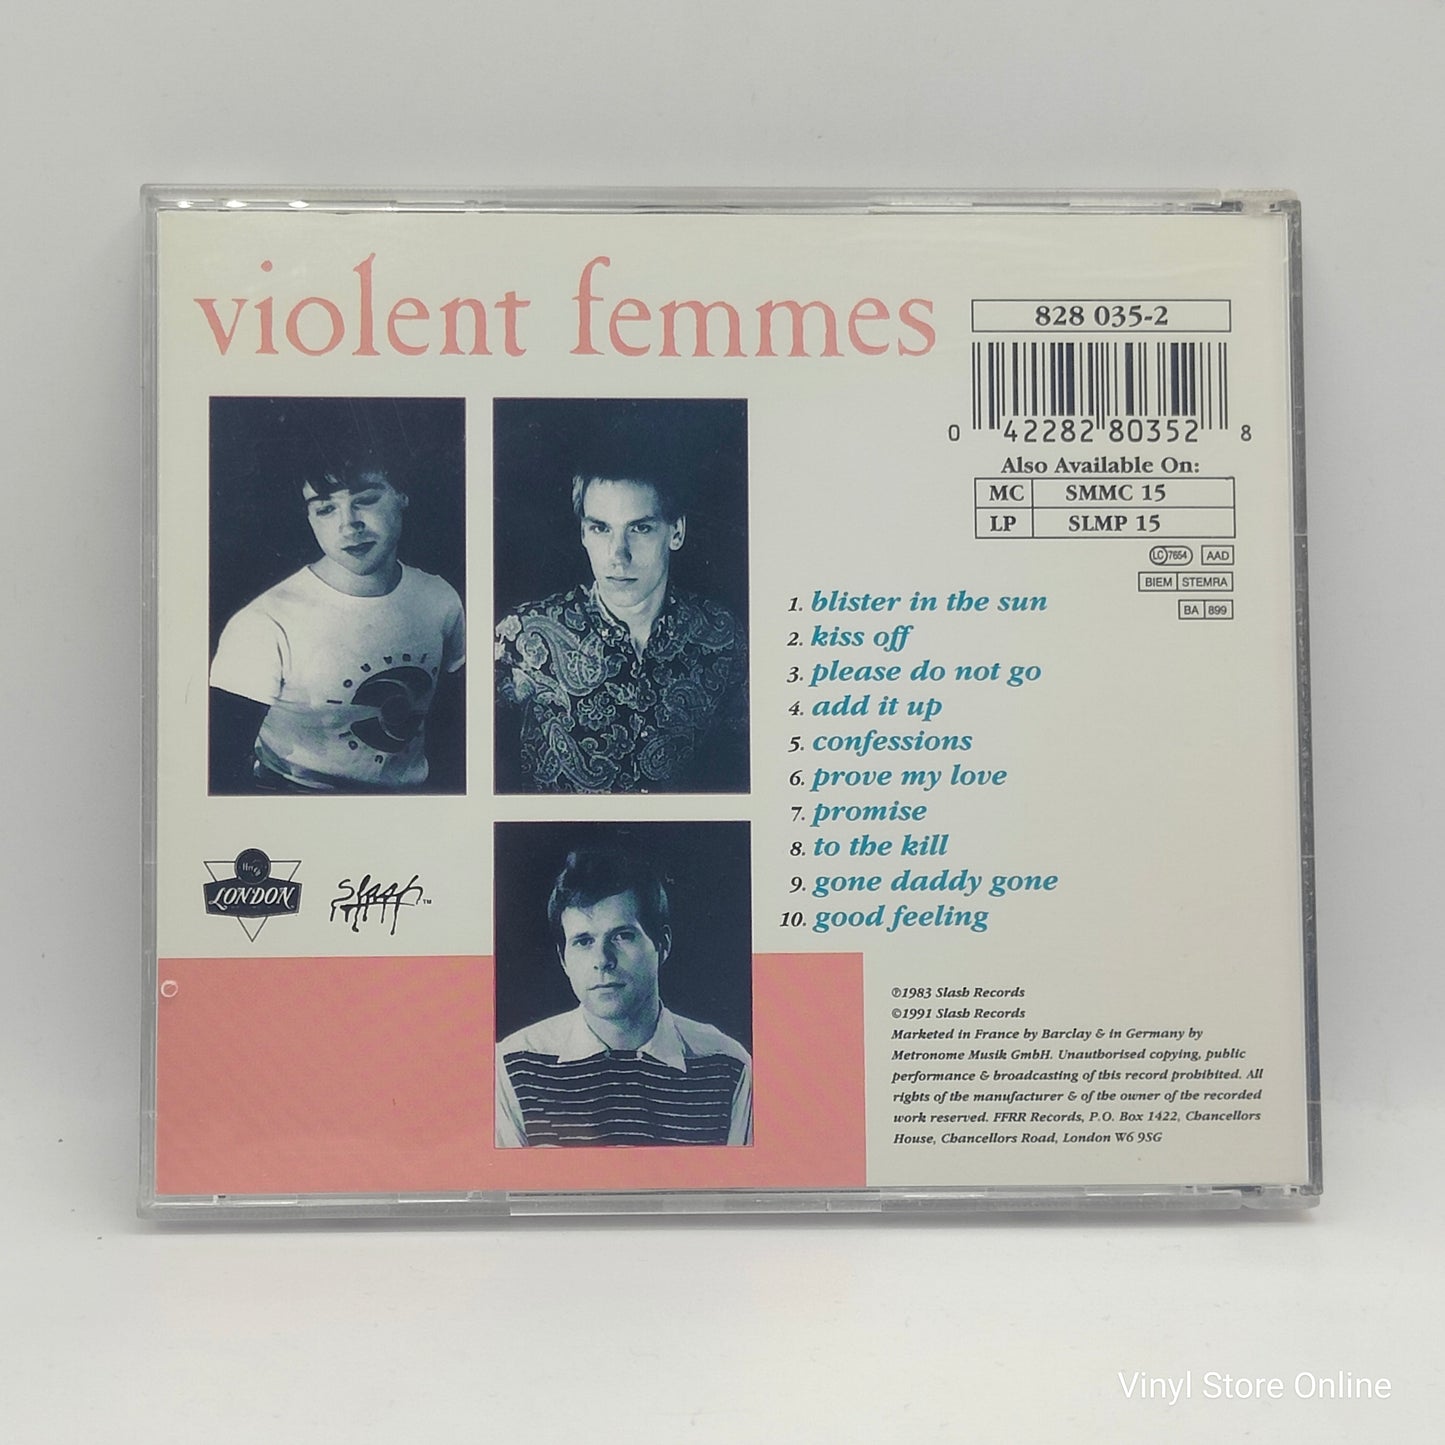 violent femmes
828 035-2
0 42282 80352 8
Also Available On:
MC SMMC 15
LP SLMP 15
LC 7654 AAD
BIEM STEMRA
BA 899
1. blister in the sun
2. kiss off
3. please do not go
4. add it up
5. confessions
6. prove my love
7. promise
8. to the kill
9. gone daddy gone
10. good feeling
LONDON
Slash ™
℗1983 Slash Records
©1991 Slash Records
Marketed in France by Barclay & in Germany by
Metronome Musik GmbH. Unauthorised copying, public
performance & broadcasting of this record prohibited. All
rights of the manufacturer & of the owner of the recorded
work reserved. FFRR Records, P.O. Box 1422, Chancellors
House, Chancellors Road, London W6 9SG
Vinyl Store Online